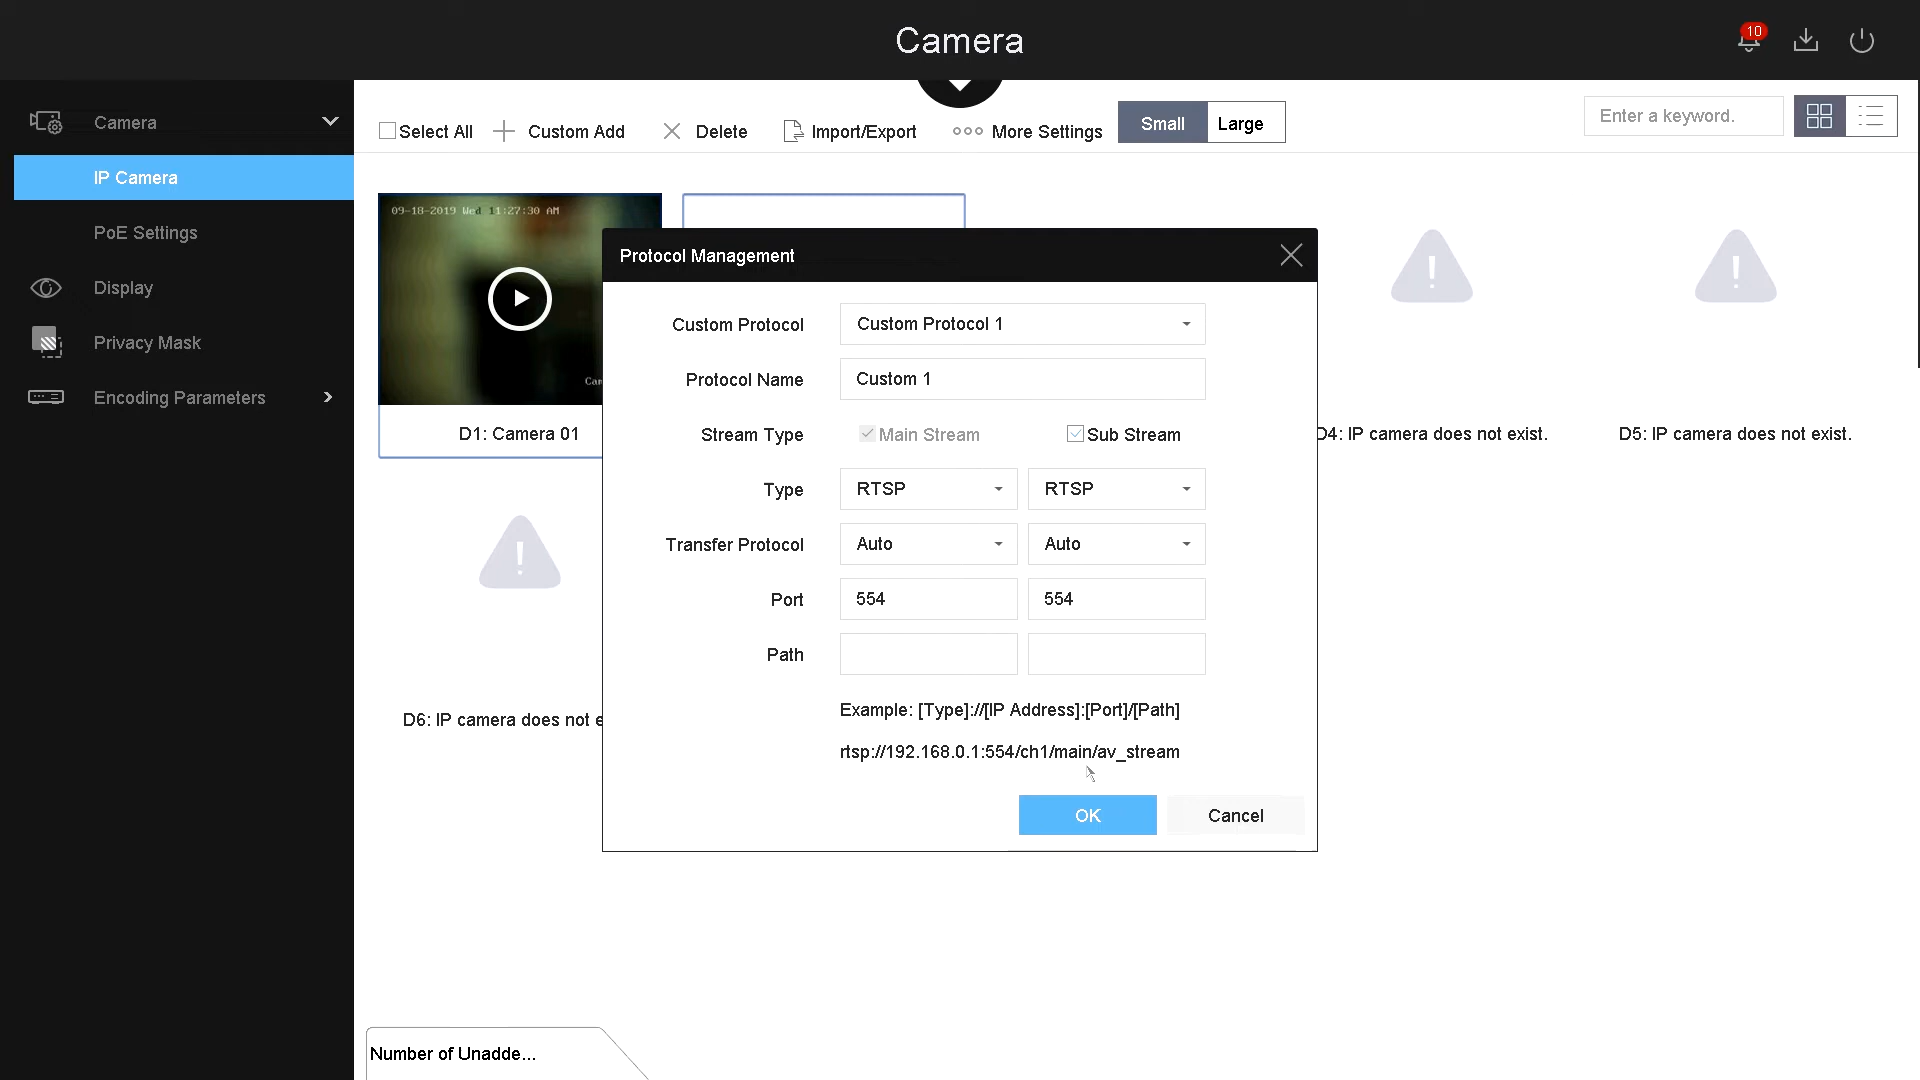 Camera
10
Camera
IP Camera
PoE Settings
Display
Privacy Mask
Encoding Parameters
Select All
Custom Add
Delete
Import/Export
More Settings
Small
Large
Enter a keyword.
09-18-2019 Wed 11:27:30 AM
Cam
D1: Camera 01
D4: IP camera does not exist.
D5: IP camera does not exist.
D6: IP camera does not e
Protocol Management
Custom Protocol
Custom Protocol 1
Protocol Name
Custom 1
Stream Type
Main Stream
Sub Stream
Type
RTSP
RTSP
Transfer Protocol
Auto
Auto
Port
554
554
Path
Example: [Type]://[IP Address]:[Port]/[Path]
rtsp://192.168.0.1:554/ch1/main/av_stream
OK
Cancel
Number of Unadde...